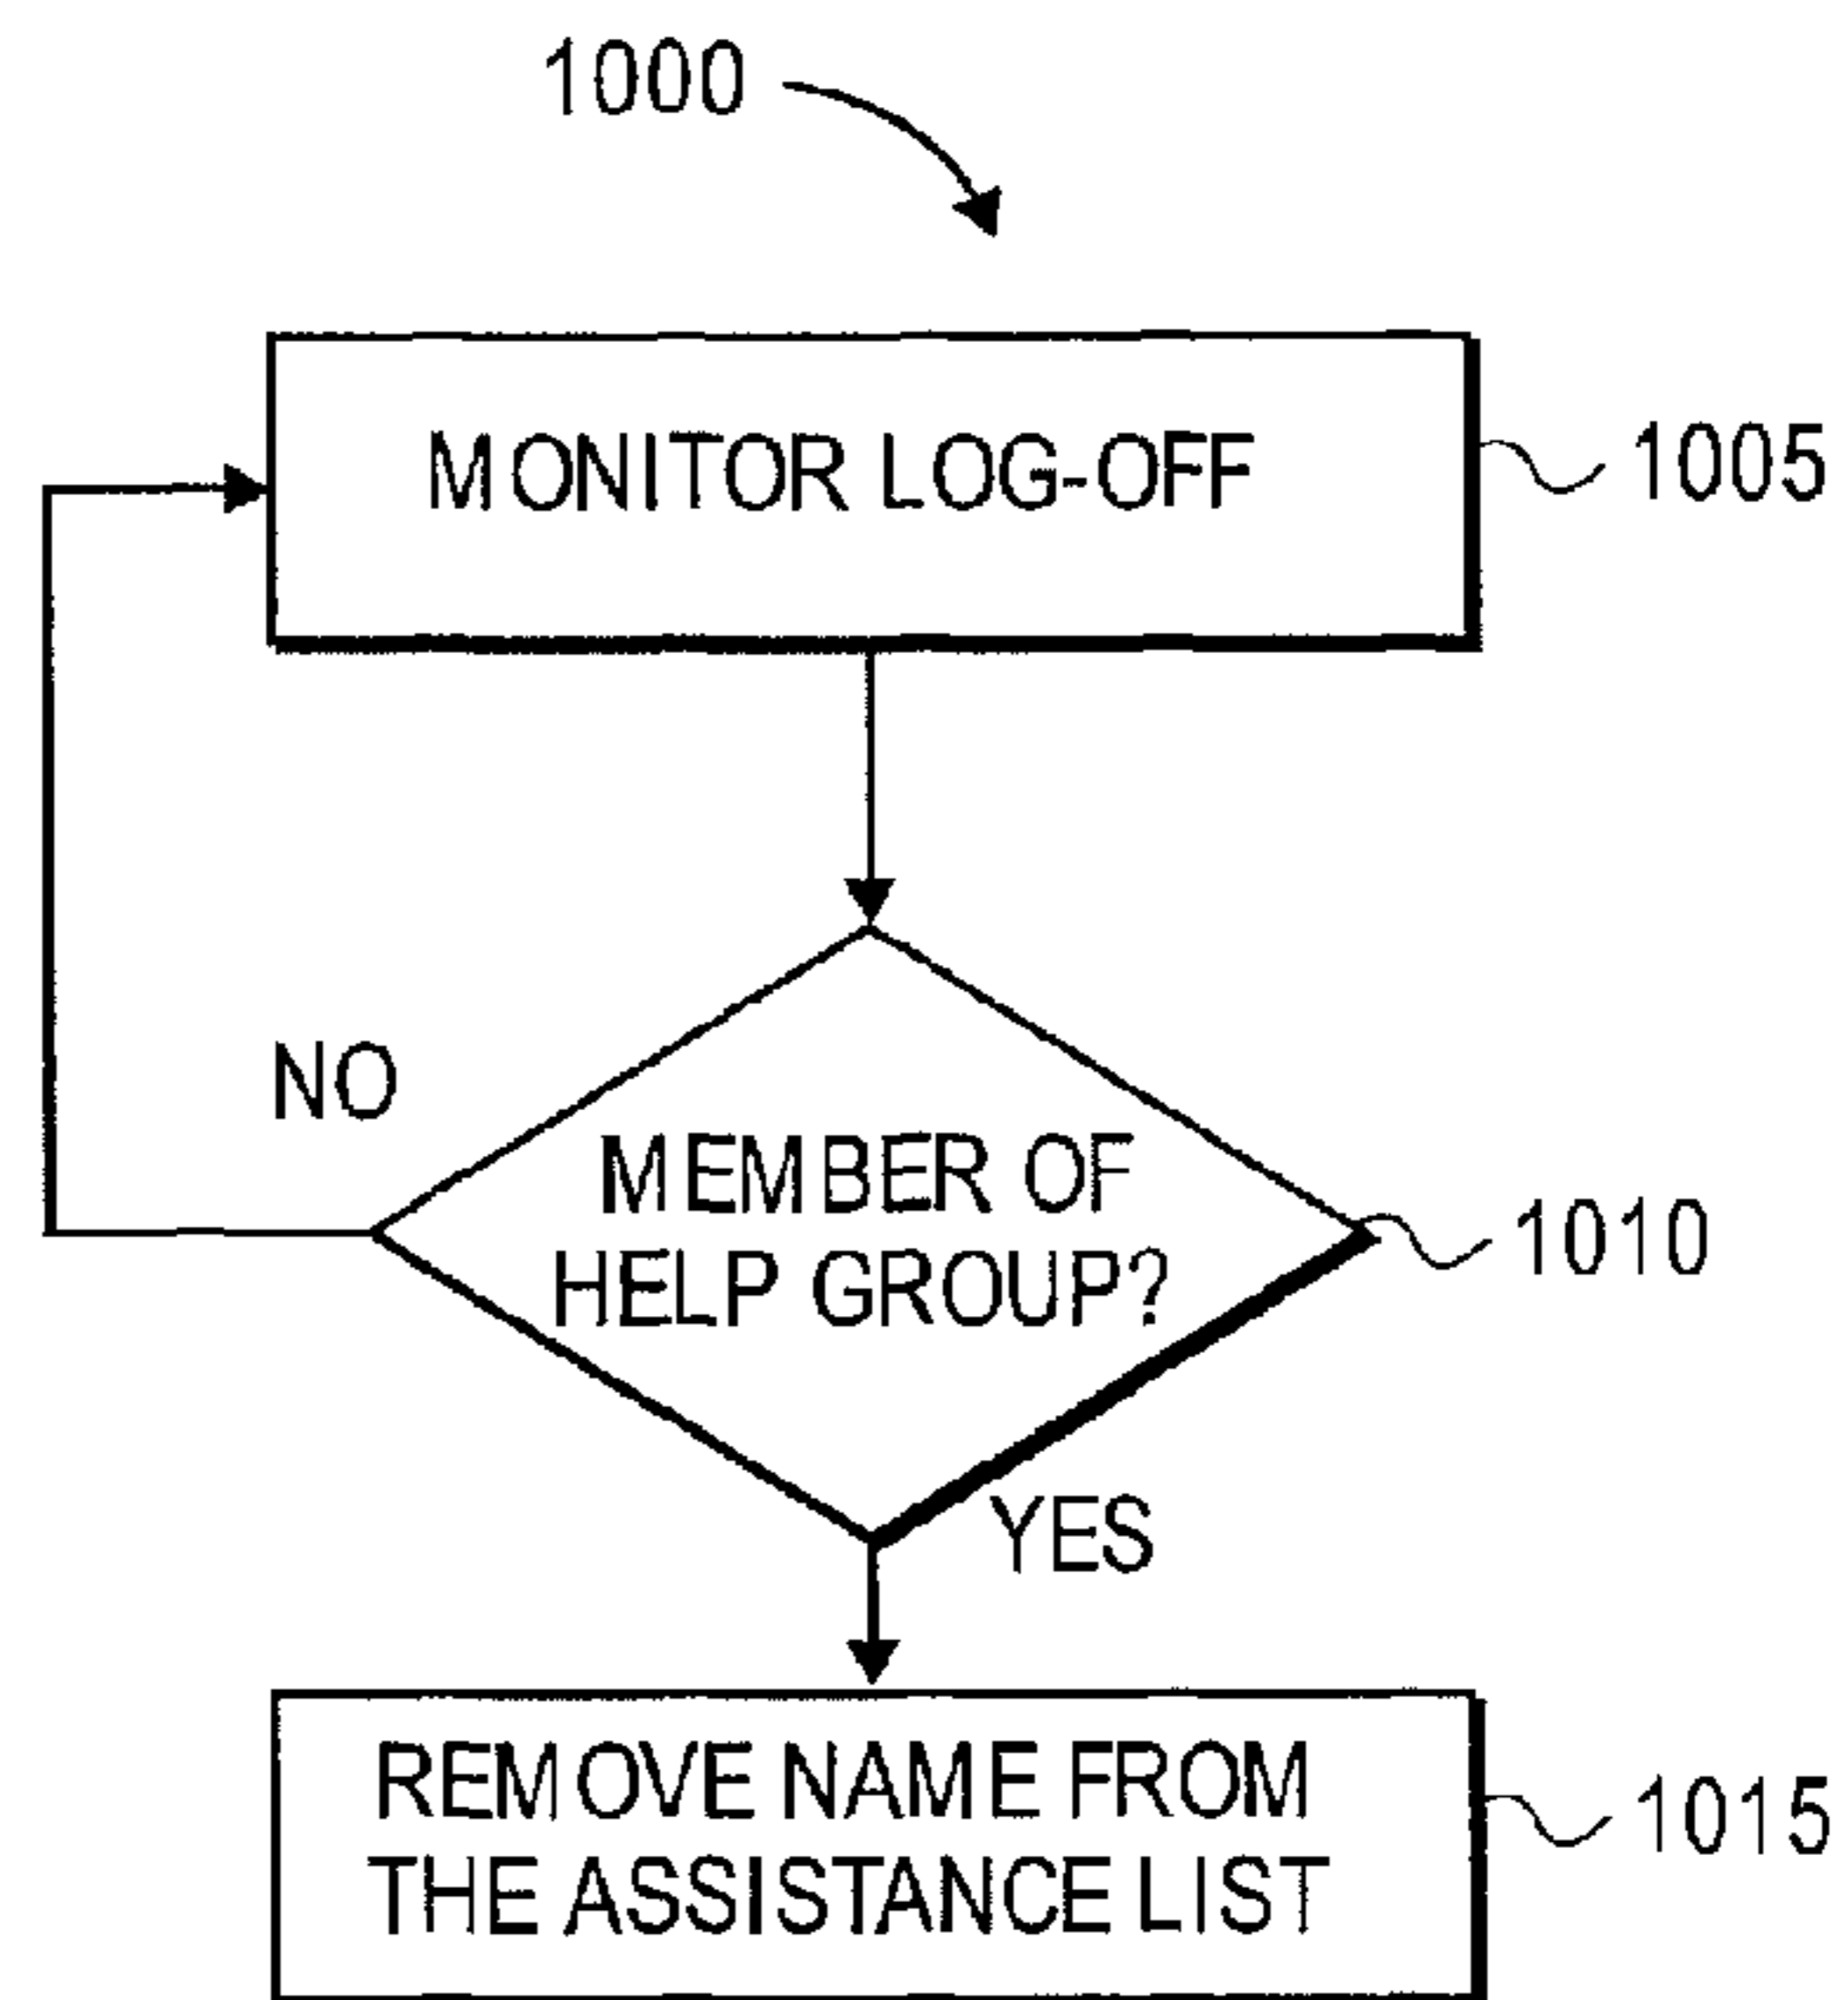 1000
MONITOR LOG-OFF
1005
NO
MEMBER OF
HELP GROUP?
1010
YES
REMOVE NAME FROM
THE ASSISTANCE LIST
1015